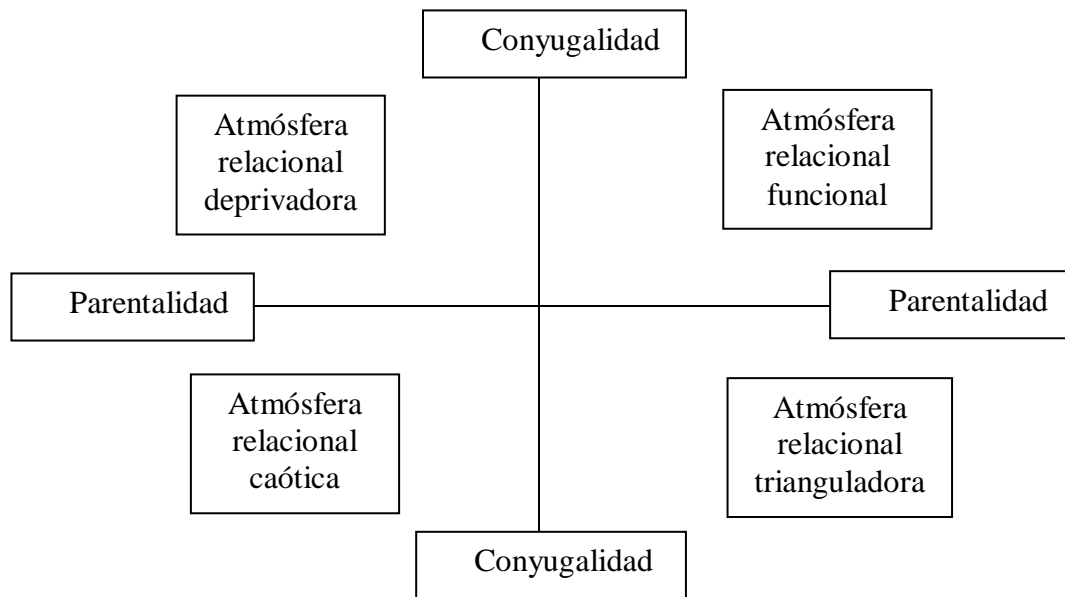 Conyugalidad
Atmósfera
relacional
deprivadora
Atmósfera
relacional
funcional
Parentalidad
Parentalidad
Atmósfera
relacional
caótica
Atmósfera
relacional
trianguladora
Conyugalidad